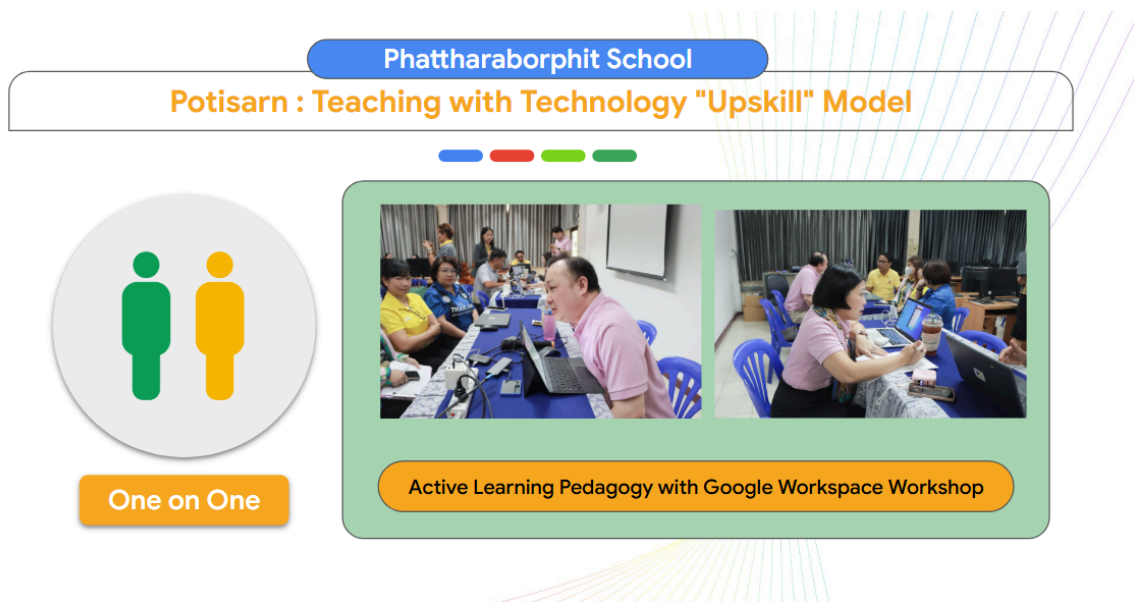 Phattharaborphit School
Potisarn : Teaching with Technology "Upskill" Model
One on One
Active Learning Pedagogy with Google Workspace Workshop